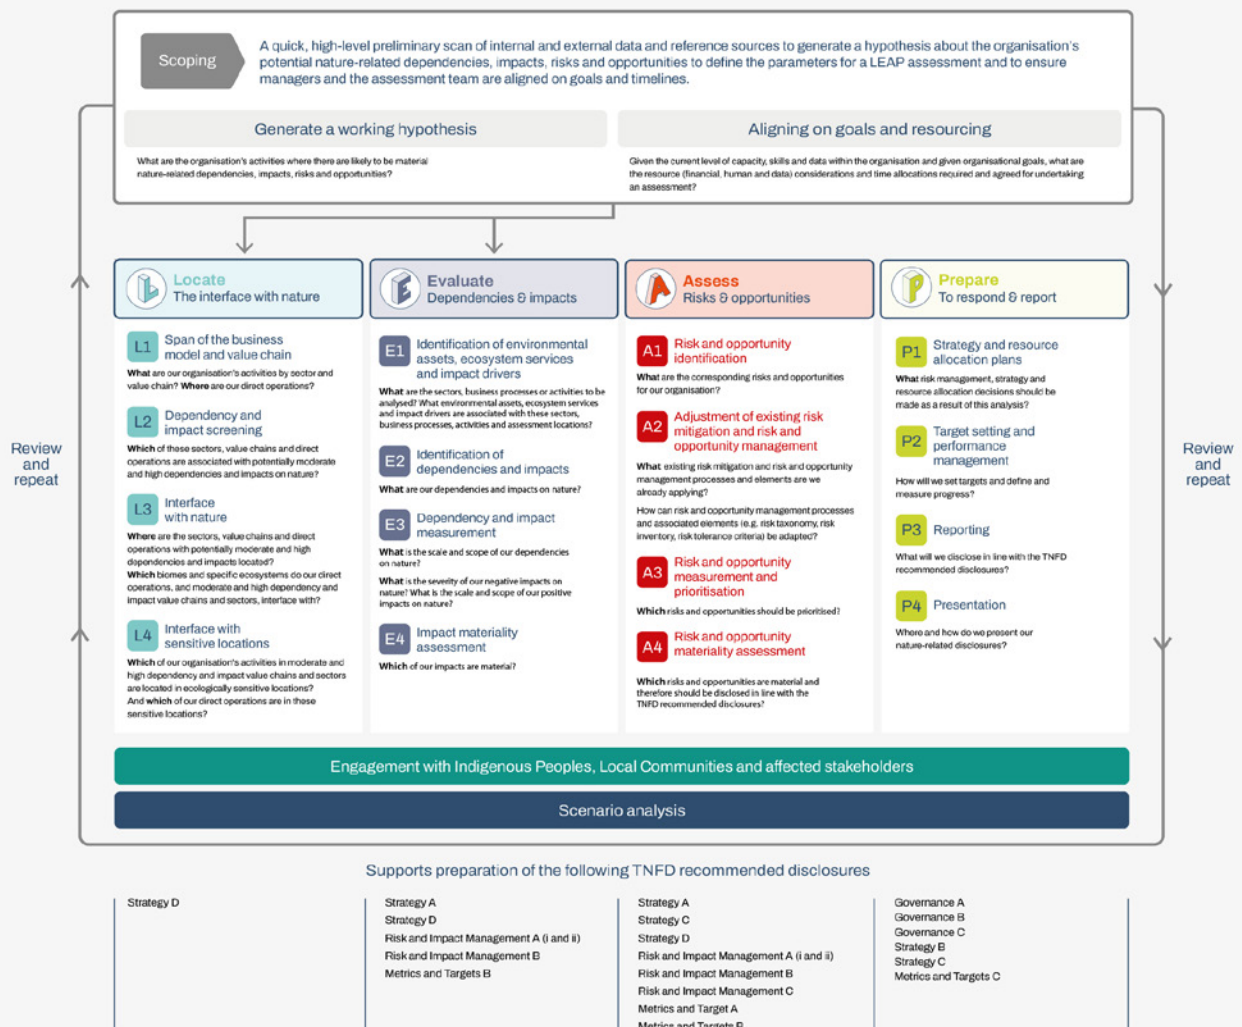 Scoping
A quick, high-level preliminary scan of internal and external data and reference sources to generate a hypothesis about the organisation's
potential nature-related dependencies, impacts, risks and opportunities to define the parameters for a LEAP assessment and to ensure
managers and the assessment team are aligned on goals and timelines.
Generate a working hypothesis
What are the organisation's activities where there are likely to be material
nature-related dependencies, impacts, risks and opportunities?
Aligning on goals and resourcing
Given the current level of capacity, skills and data within the organisation and given organisational goals, what are
the resource (financial, human and data) considerations and time allocations required and agreed for undertaking
an assessment?
Review
and
repeat
L
Locate
The interface with nature
L1
Span of the business
model and value chain
What are our organisation's activities by sector and
value chain? Where are our direct operations?
L2
Dependency and
impact screening
Which of these sectors, value chains and direct
operations are associated with potentially moderate
and high dependencies and impacts on nature?
L3
Interface
with nature
Where are the sectors, value chains and direct
operations with potentially moderate and high
dependencies and impacts located?
Which biomes and specific ecosystems do our direct
operations, and moderate and high dependency and
impact value chains and sectors, interface with?
L4
Interface with
sensitive locations
Which of our organisation's activities in moderate and
high dependency and impact value chains and sectors
are located in ecologically sensitive locations?
And which of our direct operations are in these
sensitive locations?
E
Evaluate
Dependencies & impacts
E1
Identification of environmental
assets, ecosystem services
and impact drivers
What are the sectors, business processes or activities to be
analysed? What environmental assets, ecosystem services
and impact drivers are associated with these sectors,
business processes, activities and assessment locations?
E2
Identification of
dependencies and impacts
What are our dependencies and impacts on nature?
E3
Dependency and impact
measurement
What is the scale and scope of our dependencies
on nature?
What is the severity of our negative impacts on
nature? What is the scale and scope of our positive
impacts on nature?
E4
Impact materiality
assessment
Which of our impacts are material?
A
Assess
Risks & opportunities
A1
Risk and opportunity
identification
What are the corresponding risks and opportunities
for our organisation?
A2
Adjustment of existing risk
mitigation and risk and
opportunity management
What existing risk mitigation and risk and opportunity
management processes and elements are we
already applying?
How can risk and opportunity management processes
and associated elements (e.g. risk taxonomy, risk
inventory, risk tolerance criteria) be adapted?
A3
Risk and opportunity
measurement and
prioritisation
Which risks and opportunities should be prioritised?
A4
Risk and opportunity
materiality assessment
Which risks and opportunities are material and
therefore should be disclosed in line with the
TNFD recommended disclosures?
P
Prepare
To respond & report
P1
Strategy and resource
allocation plans
What risk management, strategy and
resource allocation decisions should be
made as a result of this analysis?
P2
Target setting and
performance
management
How will we set targets and define and
measure progress?
P3
Reporting
What will we disclose in line with the TNFD
recommended disclosures?
P4
Presentation
Where and how do we present our
nature-related disclosures?
Review
and
repeat
Engagement with Indigenous Peoples, Local Communities and affected stakeholders
Scenario analysis
Supports preparation of the following TNFD recommended disclosures
Strategy D
Strategy A
Strategy D
Risk and Impact Management A (i and ii)
Risk and Impact Management B
Metrics and Targets B
Strategy A
Strategy C
Strategy D
Risk and Impact Management A (i and ii)
Risk and Impact Management B
Risk and Impact Management C
Metrics and Target A
Metrics and Targets B
Governance A
Governance B
Governance C
Strategy B
Strategy C
Metrics and Targets C